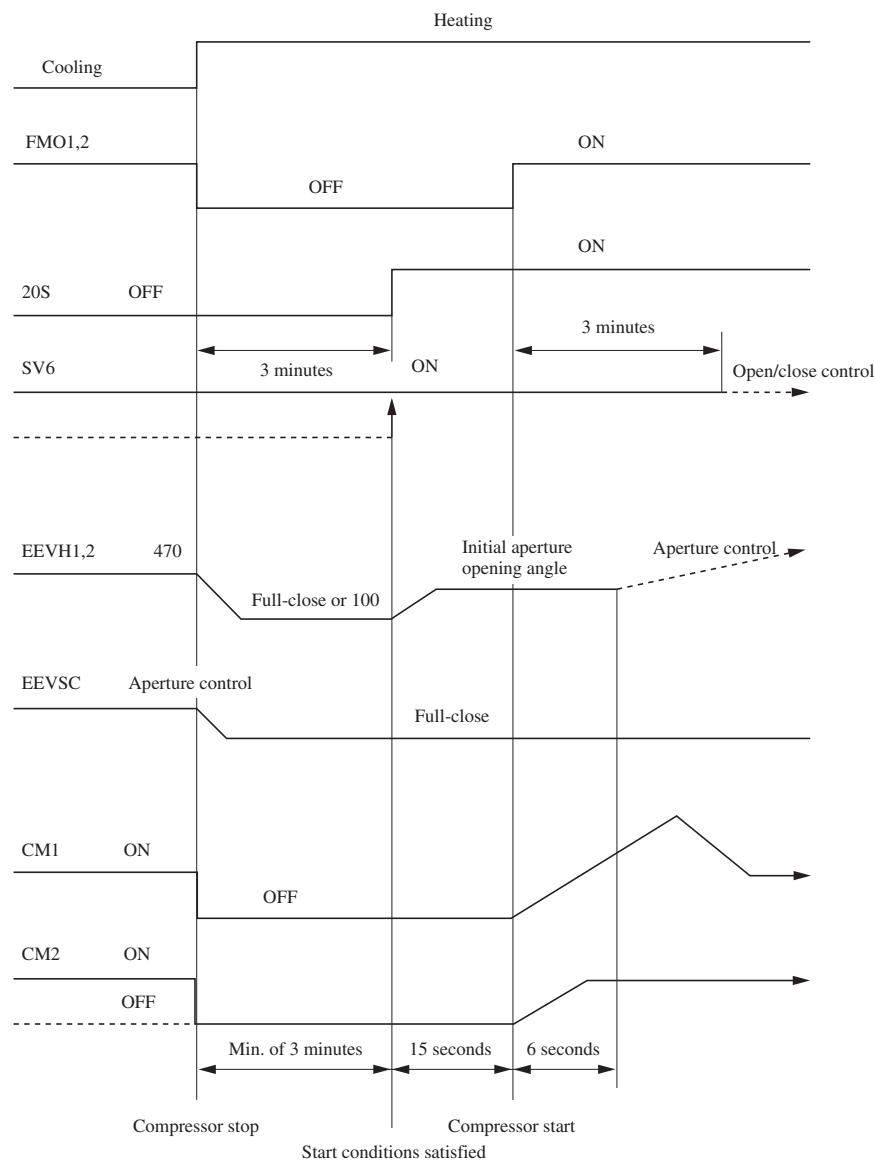 Heating
Cooling
FMO1,2
ON
OFF
ON
20S OFF
3 minutes
SV6
3 minutes
ON
Open/close control
EEVH1,2 470
Initial aperture
opening angle
Aperture control
Full-close or 100
EEVSC Aperture control
Full-close
CM1 ON
OFF
CM2 ON
OFF
Min. of 3 minutes
15 seconds
6 seconds
Compressor stop
Compressor start
Start conditions satisfied